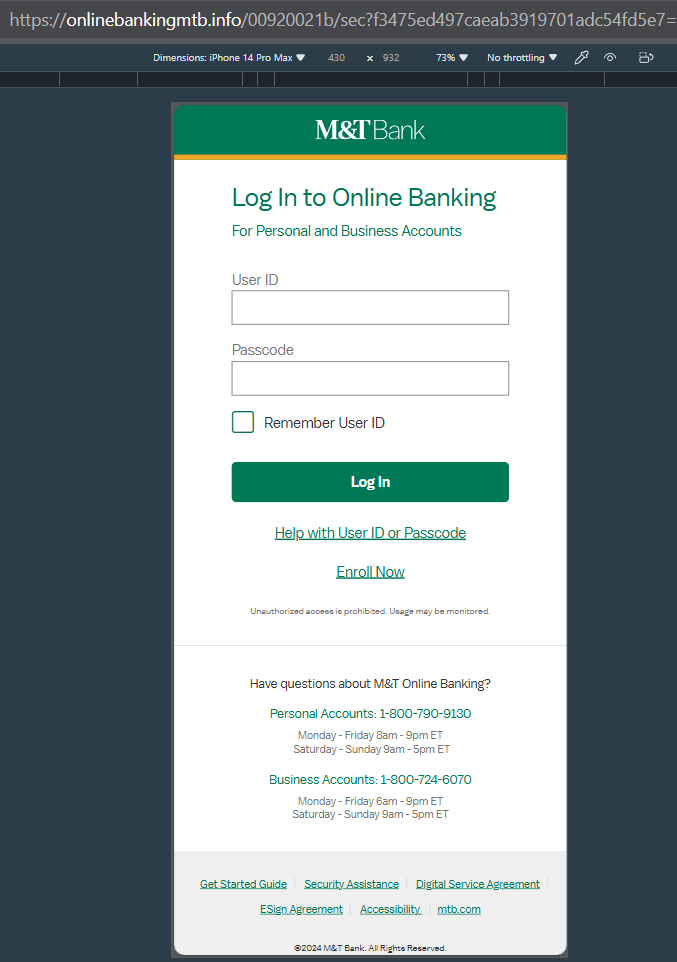 https://onlinebankingmtb.info/00920021b/sec?f3475ed497caeab3919701adc54fd5e7=
Dimensions: iPhone 14 Pro Max ▼ 430 × 932 73% ▼ No throttling ▼
M&T Bank
Log In to Online Banking
For Personal and Business Accounts
User ID
Passcode
Remember User ID
Log In
Help with User ID or Passcode
Enroll Now
Unauthorized access is prohibited. Usage may be monitored.
Have questions about M&T Online Banking?
Personal Accounts: 1-800-790-9130
Monday - Friday 8am - 9pm ET
Saturday - Sunday 9am - 5pm ET
Business Accounts: 1-800-724-6070
Monday - Friday 6am - 9pm ET
Saturday - Sunday 9am - 5pm ET
Get Started Guide Security Assistance Digital Service Agreement
ESign Agreement Accessibility mtb.com
©2024 M&T Bank. All Rights Reserved.